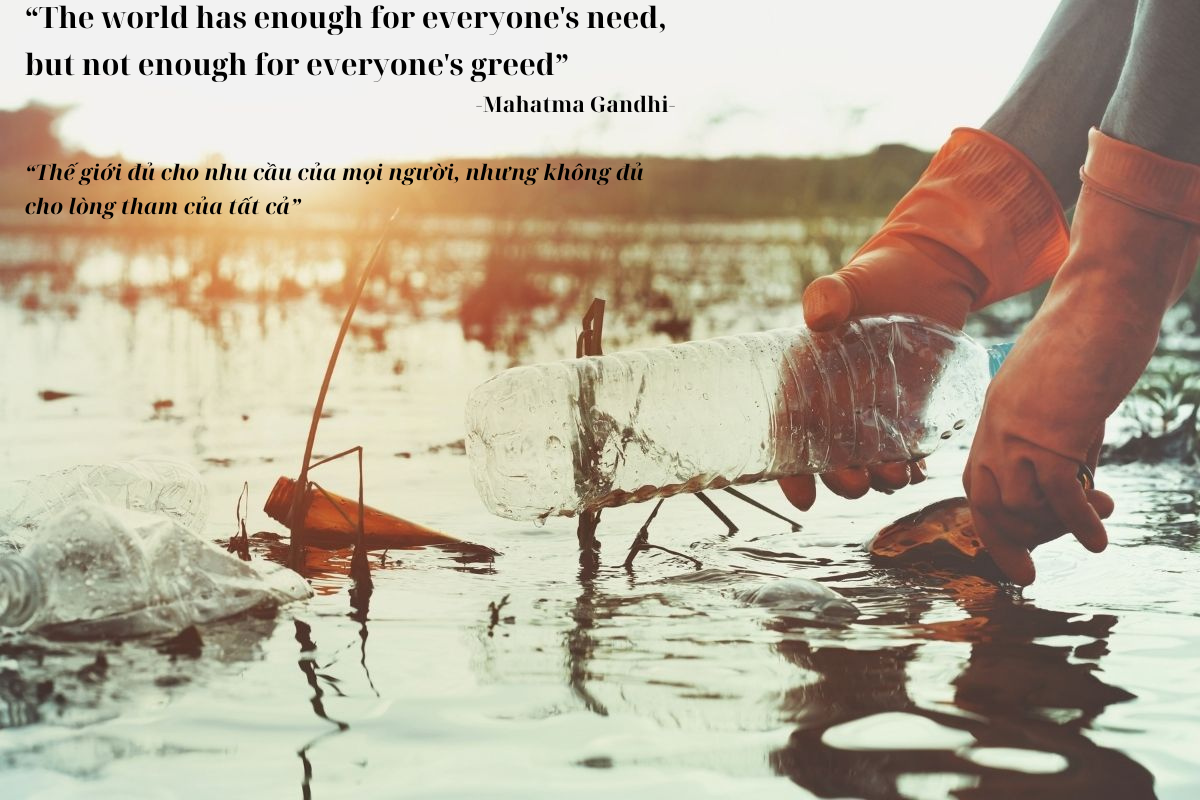 “The world has enough for everyone's need,
but not enough for everyone's greed”
-Mahatma Gandhi-
“Thế giới đủ cho nhu cầu của mọi người, nhưng không đủ
cho lòng tham của tất cả”